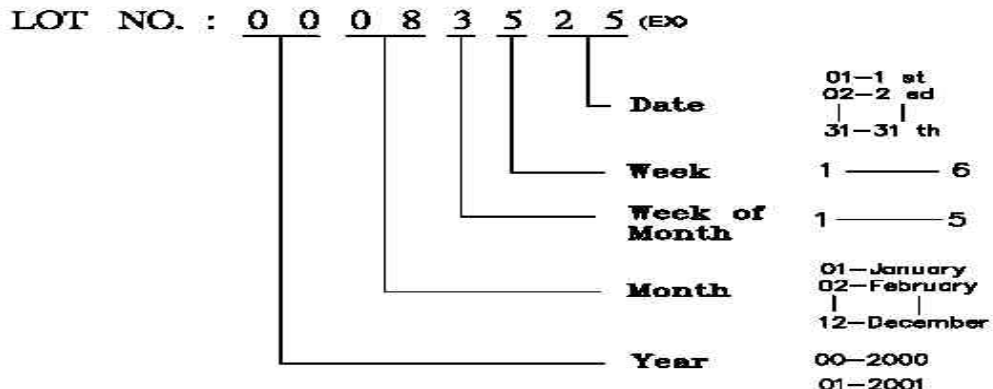 LOT NO. : 0 0 0 8 3 5 2 5 (EX)
Date
01-1 st
02-2 ed
31-31 th
Week 1 6
Week of
Month
1 5
Month
01-January
02-February
12-December
Year
00-2000
01-2001